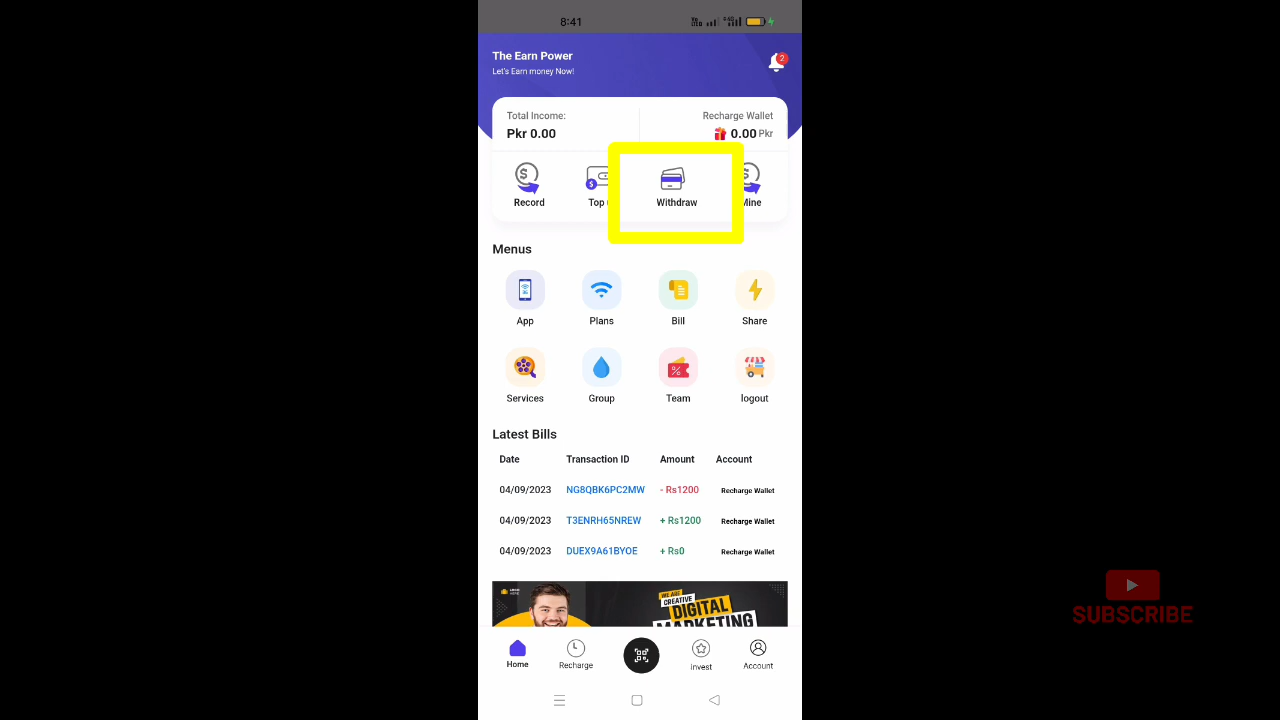 8:41
The Earn Power
Let's Earn money Now!
2
Total Income:
Recharge Wallet
Pkr 0.00
0.00 Pkr
Record
Top
Withdraw
Mine
Menus
App
Plans
Bill
Share
Services
Group
Team
logout
Latest Bills
Date Transaction ID Amount Account
04/09/2023 NG8QBK6PC2MW - Rs1200 Recharge Wallet
04/09/2023 T3ENRH65NREW + Rs1200 Recharge Wallet
04/09/2023 DUEX9A61BYOE + Rs0 Recharge Wallet
WE ARE
CREATIVE
DIGITAL
MARKETING
SUBSCRIBE
Home
Recharge
invest
Account